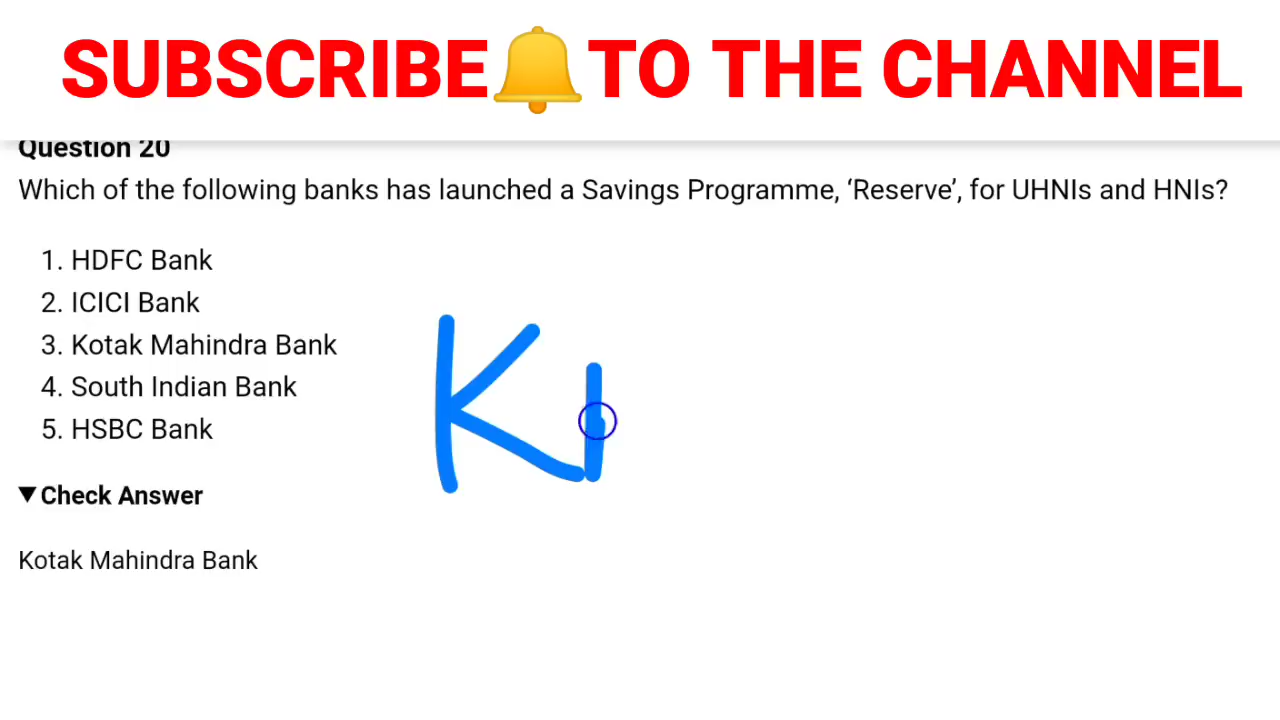 SUBSCRIBE🔔TO THE CHANNEL
Question 20
Which of the following banks has launched a Savings Programme, ‘Reserve’, for UHNIs and HNIs?
1. HDFC Bank
2. ICICI Bank
3. Kotak Mahindra Bank
4. South Indian Bank
5. HSBC Bank
▼ Check Answer
Kotak Mahindra Bank